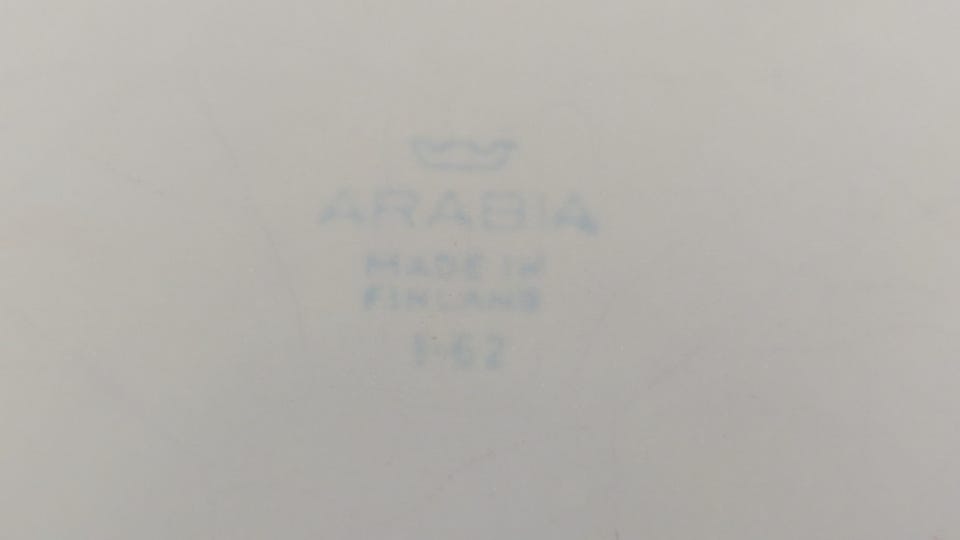 ARABIA
MADE IN
FINLAND
1-62